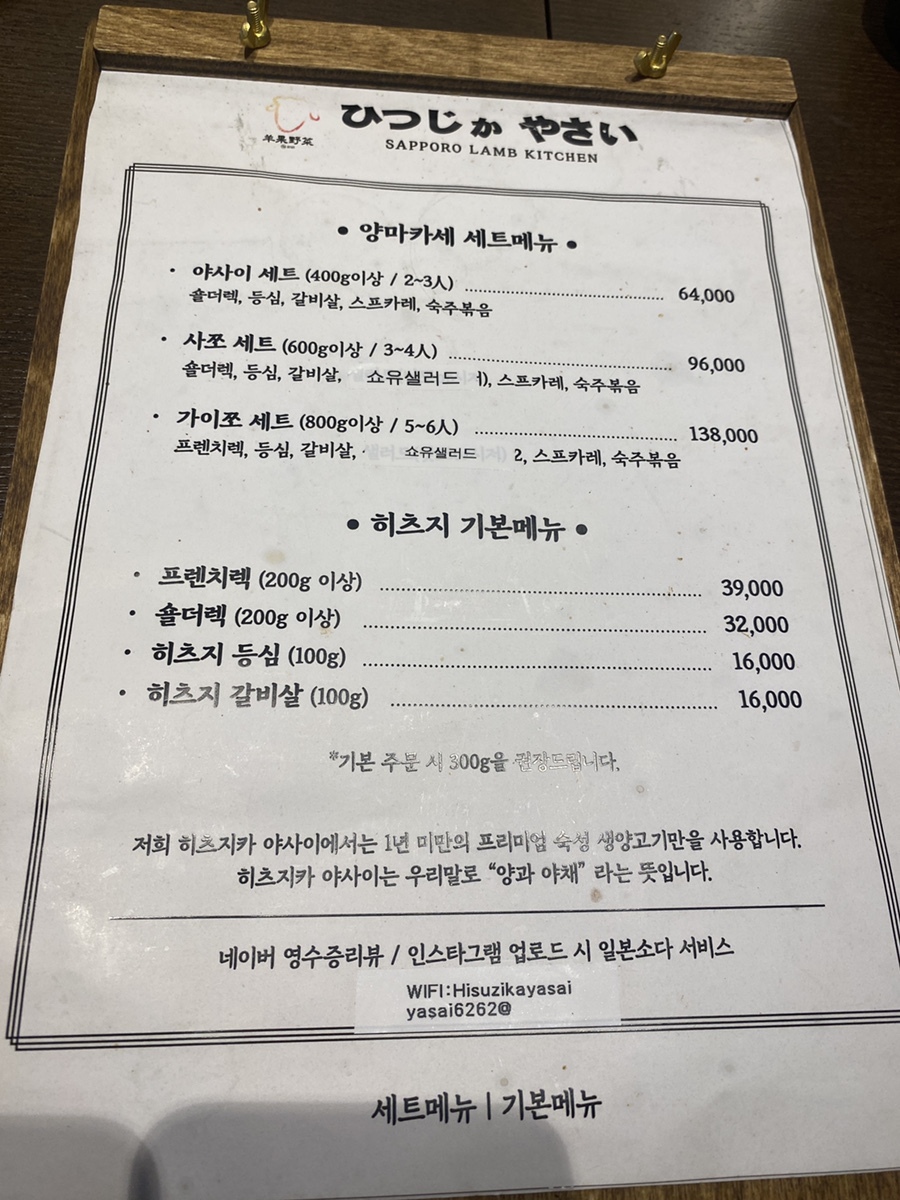 羊果野菜
ひつじか やさい
SAPPORO LAMB KITCHEN
• 양마카세 세트메뉴 •
· 야사이 세트 (400g이상 / 2~3人) 64,000
숄더렉, 등심, 갈비살, 스프카레, 숙주볶음
· 사쪼 세트 (600g이상 / 3~4人) 96,000
숄더렉, 등심, 갈비살, 쇼유샐러드 ), 스프카레, 숙주볶음
· 가이쪼 세트 (800g이상 / 5~6人) 138,000
프렌치렉, 등심, 갈비살, 쇼유샐러드 2, 스프카레, 숙주볶음
• 히츠지 기본메뉴 •
· 프렌치렉 (200g 이상) 39,000
· 숄더렉 (200g 이상) 32,000
· 히츠지 등심 (100g) 16,000
· 히츠지 갈비살 (100g) 16,000
*기본 주문 시 300g을 권장드립니다.
저희 히츠지카 야사이에서는 1년 미만의 프리미엄 숙성 생양고기만을 사용합니다.
히츠지카 야사이는 우리말로 “양과 야채” 라는 뜻입니다.
네이버 영수증리뷰 / 인스타그램 업로드 시 일본소다 서비스
WIFI:Hisuzikayasai
yasai6262@
세트메뉴 | 기본메뉴